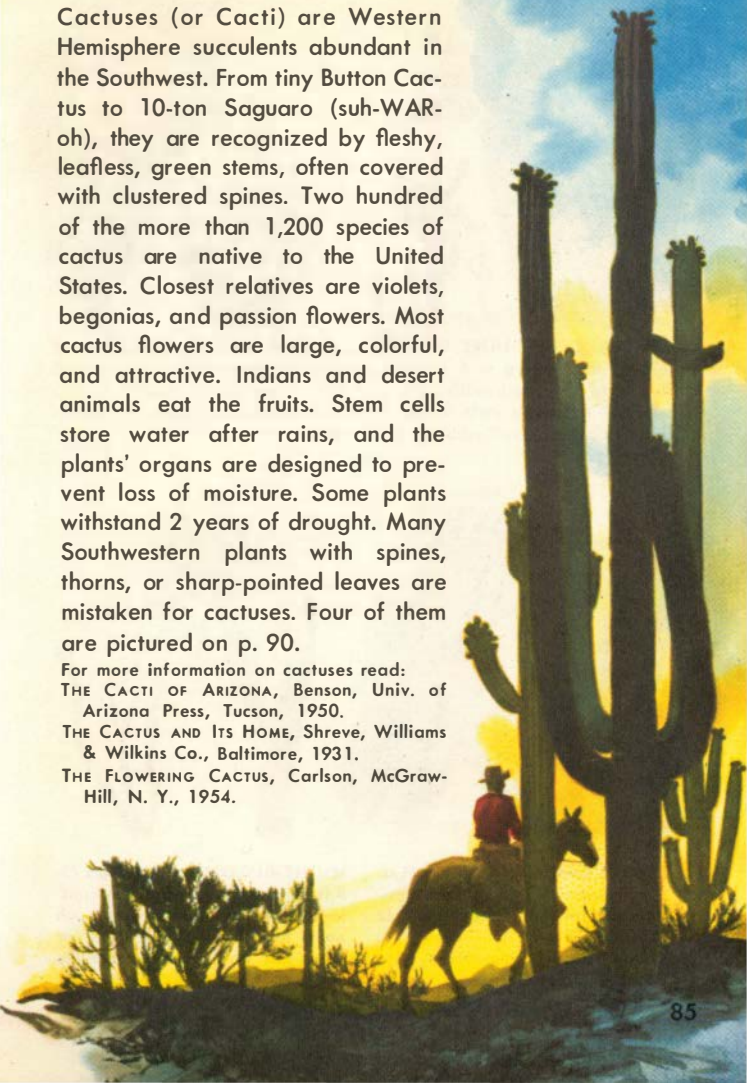 Cactuses (or Cacti) are Western
Hemisphere succulents abundant in
the Southwest. From tiny Button Cac-
tus to 10-ton Saguaro (suh-WAR-
oh), they are recognized by fleshy,
leafless, green stems, often covered
with clustered spines. Two hundred
of the more than 1,200 species of
cactus are native to the United
States. Closest relatives are violets,
begonias, and passion flowers. Most
cactus flowers are large, colorful,
and attractive. Indians and desert
animals eat the fruits. Stem cells
store water after rains, and the
plants' organs are designed to pre-
vent loss of moisture. Some plants
withstand 2 years of drought. Many
Southwestern plants with spines,
thorns, or sharp-pointed leaves are
mistaken for cactuses. Four of them
are pictured on p. 90.
For more information on cactuses read:
THE CACTI OF ARIZONA, Benson, Univ. of
Arizona Press, Tucson, 1950.
THE CACTUS AND ITS HOME, Shreve, Williams
& Wilkins Co., Baltimore, 1931.
THE FLOWERING CACTUS, Carlson, McGraw-
Hill, N. Y., 1954.
85